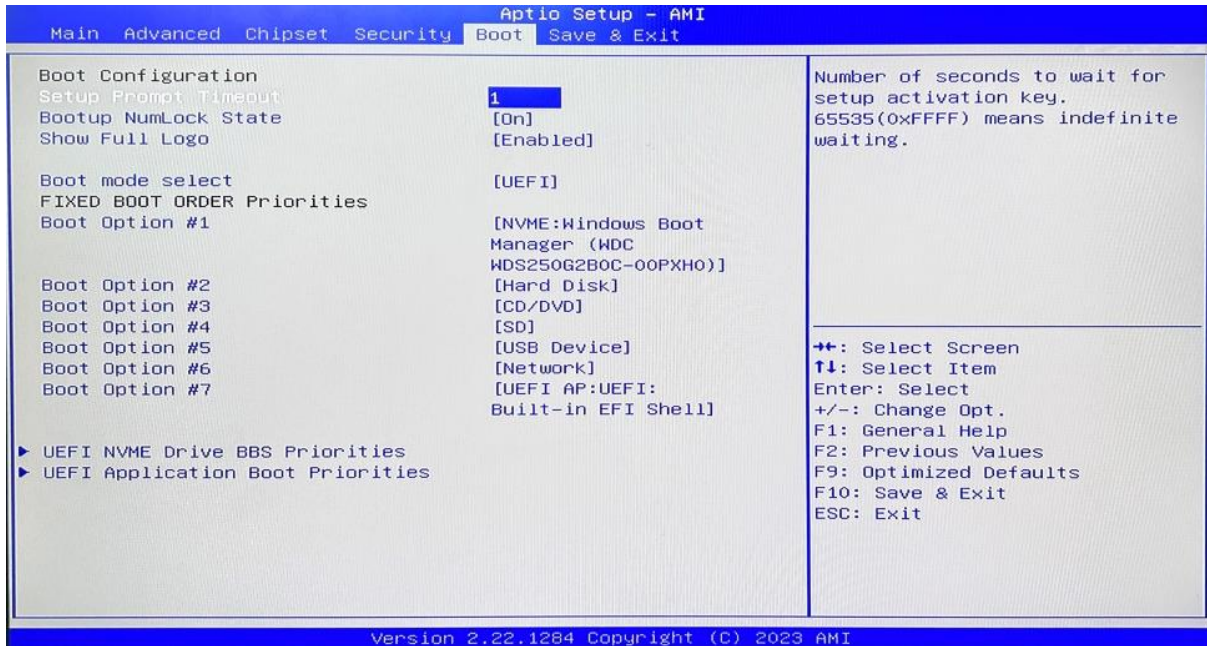 Aptio Setup – AMI
Main Advanced Chipset Security Boot Save & Exit
Boot Configuration
Setup Prompt Timeout 1
Bootup NumLock State [On]
Show Full Logo [Enabled]
Boot mode select [UEFI]
FIXED BOOT ORDER Priorities
Boot Option #1 [NVME:Windows Boot
Manager (WDC
WDS250G2B0C-00PXH0)]
Boot Option #2 [Hard Disk]
Boot Option #3 [CD/DVD]
Boot Option #4 [SD]
Boot Option #5 [USB Device]
Boot Option #6 [Network]
Boot Option #7 [UEFI AP:UEFI:
Built-in EFI Shell]
UEFI NVME Drive BBS Priorities
UEFI Application Boot Priorities
Number of seconds to wait for
setup activation key.
65535(0xFFFF) means indefinite
waiting.
→←: Select Screen
↑↓: Select Item
Enter: Select
+/-: Change Opt.
F1: General Help
F2: Previous Values
F9: Optimized Defaults
F10: Save & Exit
ESC: Exit
Version 2.22.1284 Copyright (C) 2023 AMI